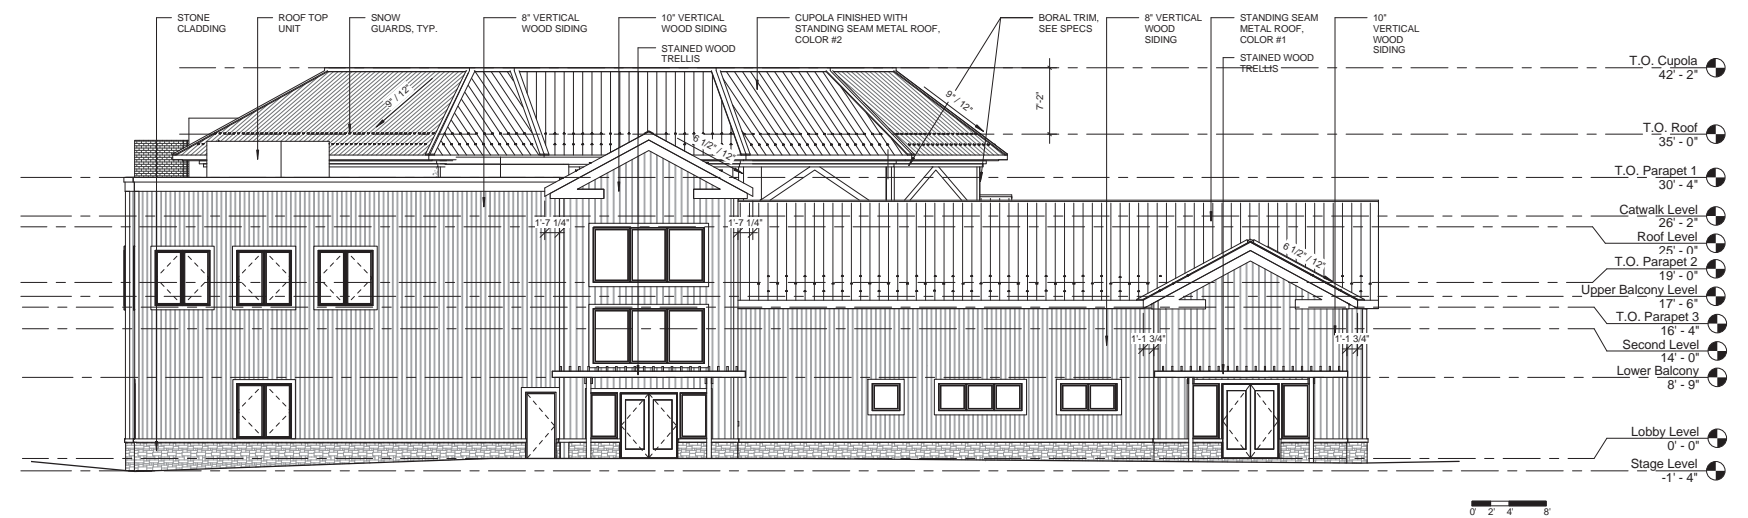 STONE
CLADDING
ROOF TOP
UNIT
SNOW
GUARDS, TYP.
8" VERTICAL
WOOD SIDING
10" VERTICAL
WOOD SIDING
STAINED WOOD
TRELLIS
CUPOLA FINISHED WITH
STANDING SEAM METAL ROOF,
COLOR #2
BORAL TRIM,
SEE SPECS
8" VERTICAL
WOOD
SIDING
STANDING SEAM
METAL ROOF,
COLOR #1
STAINED WOOD
TRELLIS
10"
VERTICAL
WOOD
SIDING
9" / 12"
9" / 12"
7'-2"
6 1/2" / 12"
6 1/2" / 12"
1'-7 1/4"
1'-7 1/4"
1'-1 3/4"
1'-1 3/4"
T.O. Cupola
42' - 2"
T.O. Roof
35' - 0"
T.O. Parapet 1
30' - 4"
Catwalk Level
26' - 2"
Roof Level
25' - 0"
T.O. Parapet 2
19' - 0"
Upper Balcony Level
17' - 6"
T.O. Parapet 3
16' - 4"
Second Level
14' - 0"
Lower Balcony
8' - 9"
Lobby Level
0' - 0"
Stage Level
-1' - 4"
0' 2' 4' 8'